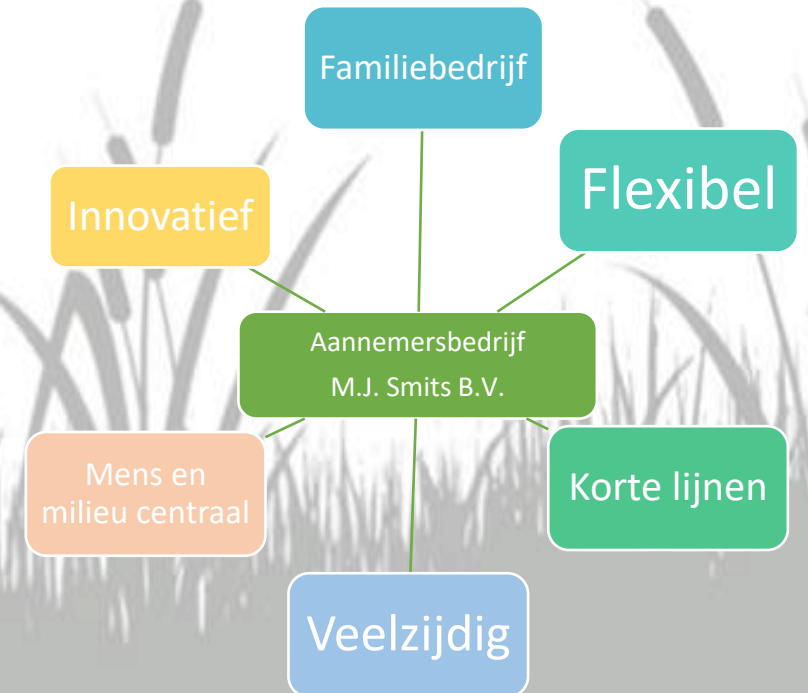 Familiebedrijf
Flexibel
Innovatief
Aannemersbedrijf
M.J. Smits B.V.
Mens en
milieu centraal
Korte lijnen
Veelzijdig